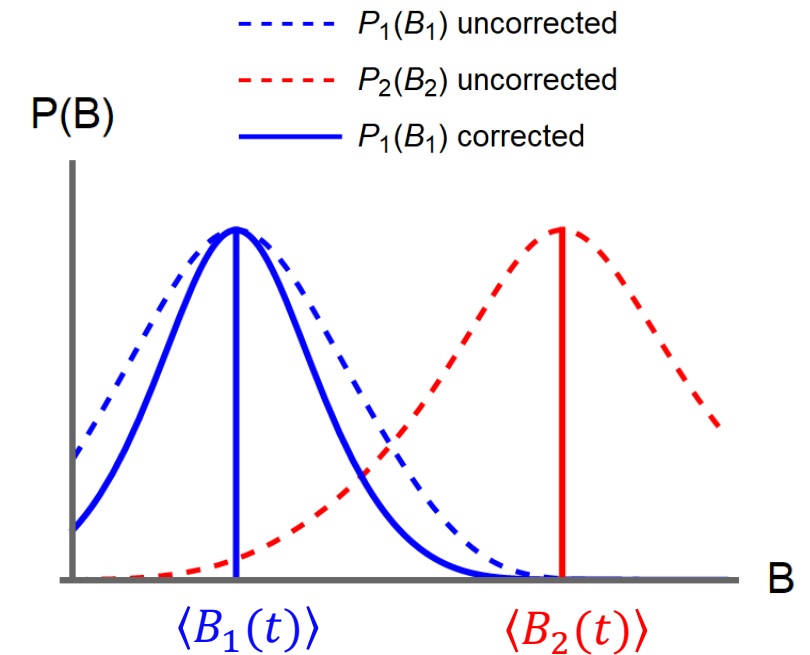 P₁(B₁) uncorrected
P₂(B₂) uncorrected
P₁(B₁) corrected
P(B)
B
⟨B₁(t)⟩
⟨B₂(t)⟩